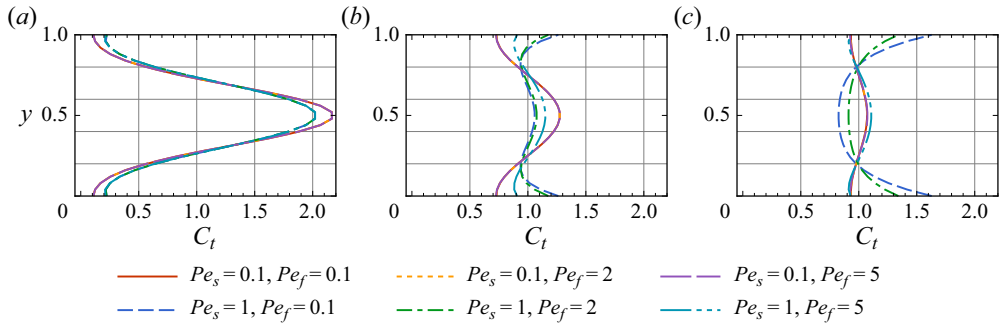 (a) (b) (c)
1.0 1.0 1.0
y 0.5 0.5 0.5
0 0.5 1.0 1.5 2.0 0 0.5 1.0 1.5 2.0 0 0.5 1.0 1.5 2.0
C_t C_t C_t
Pe_s = 0.1, Pe_f = 0.1 Pe_s = 0.1, Pe_f = 2 Pe_s = 0.1, Pe_f = 5
Pe_s = 1, Pe_f = 0.1 Pe_s = 1, Pe_f = 2 Pe_s = 1, Pe_f = 5